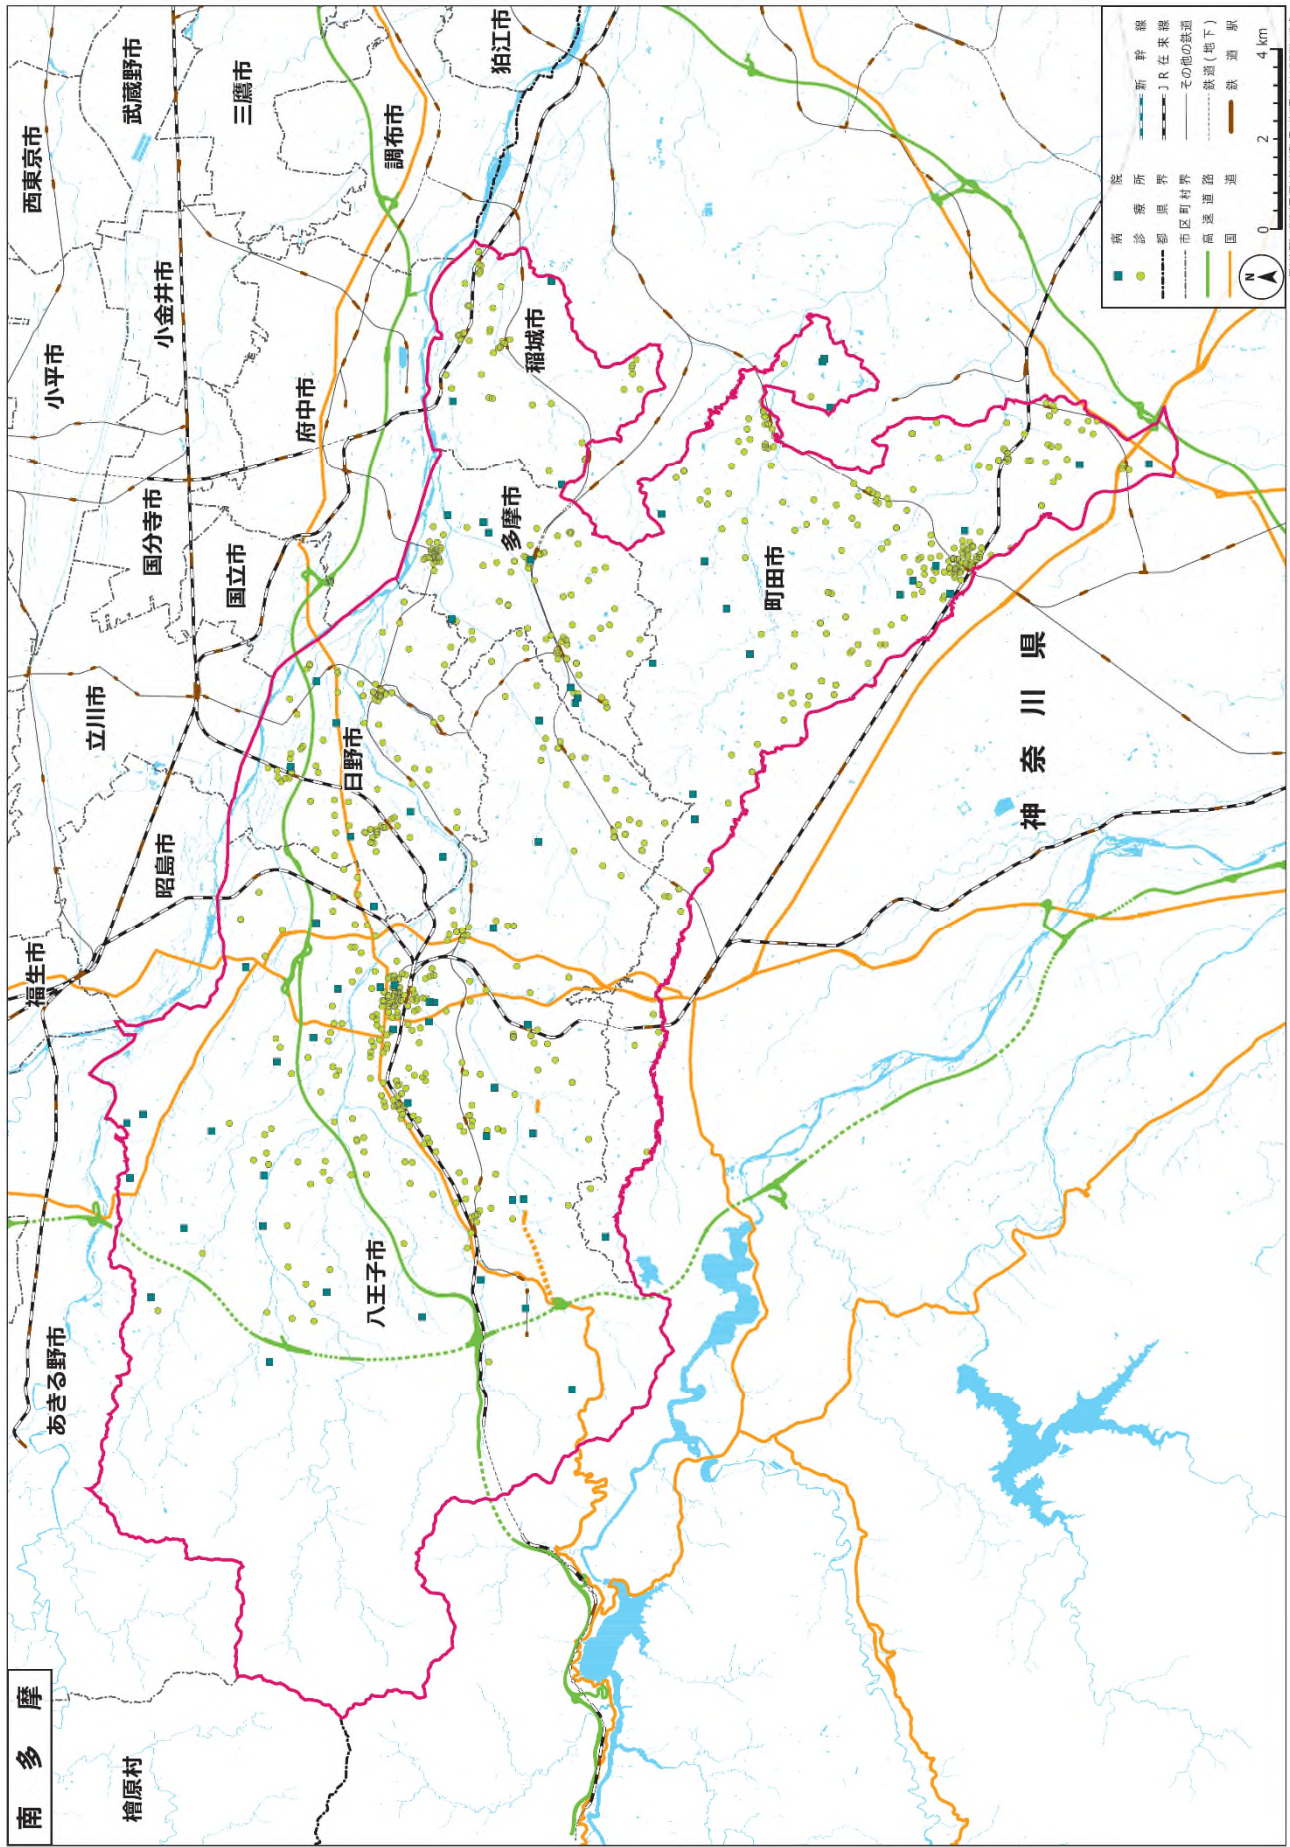 南多摩
檜原村
あきる野市
福生市
昭島市
立川市
国立市
国分寺市
小平市
小金井市
西東京市
武蔵野市
三鷹市
府中市
調布市
狛江市
八王子市
日野市
多摩市
稲城市
町田市
神奈川県
病院
診療所
都県界
市区町村界
高速道路
国道
新幹線
JR在来線
その他の鉄道
鉄道(地下)
鉄道駅
N
0 2 4 km